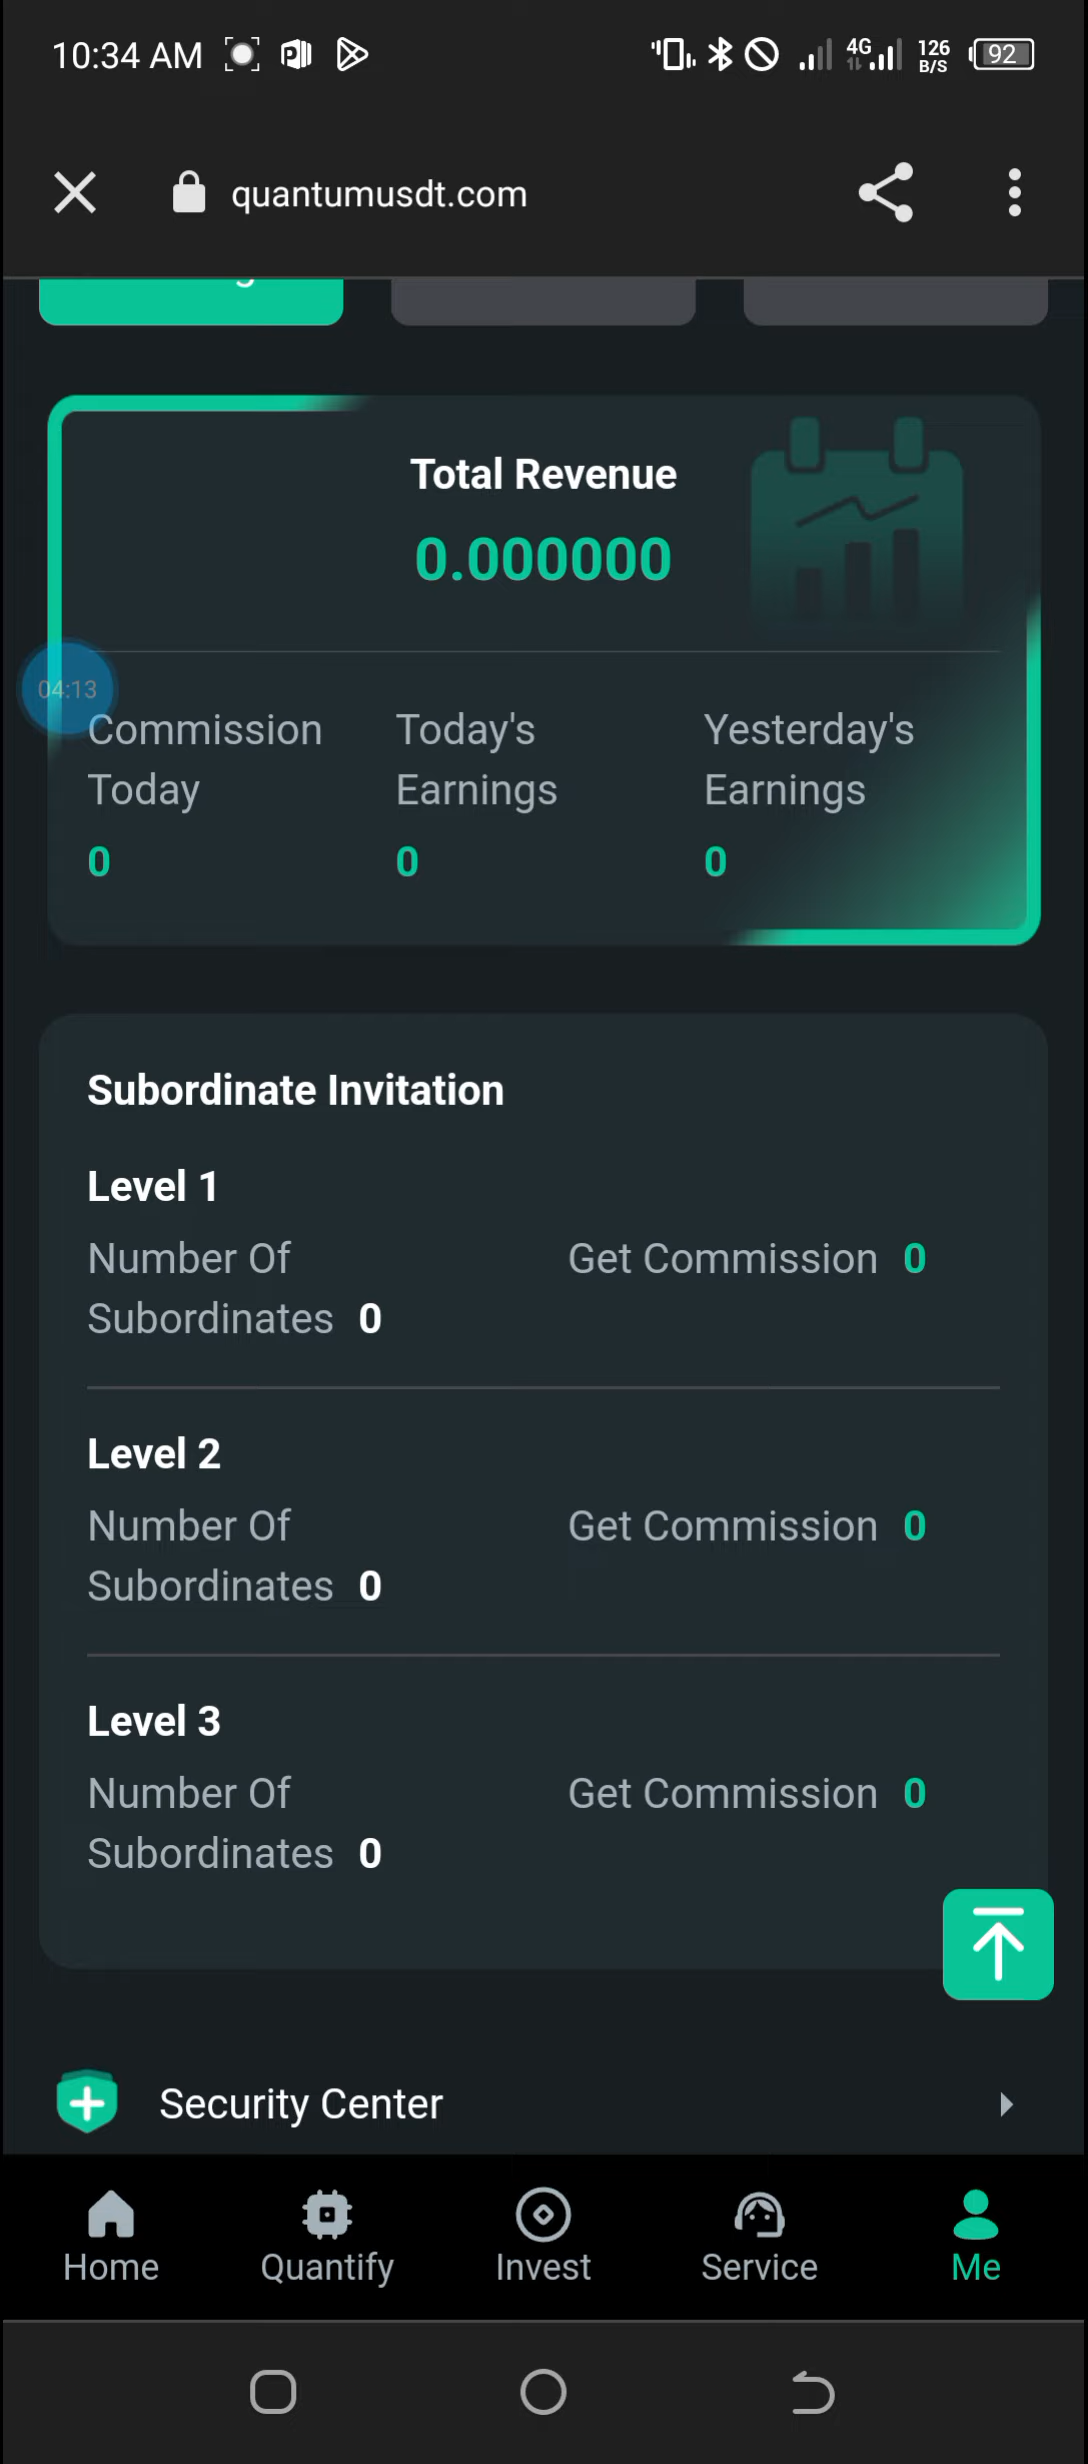 10:34 AM
4G
126
B/S
92
quantumusdt.com
Total Revenue
0.000000
04:13
Commission Today
Today's Earnings
Yesterday's Earnings
0
0
0
Subordinate Invitation
Level 1
Number Of
Subordinates 0
Get Commission 0
Level 2
Number Of
Subordinates 0
Get Commission 0
Level 3
Number Of
Subordinates 0
Get Commission 0
Security Center
Home
Quantify
Invest
Service
Me